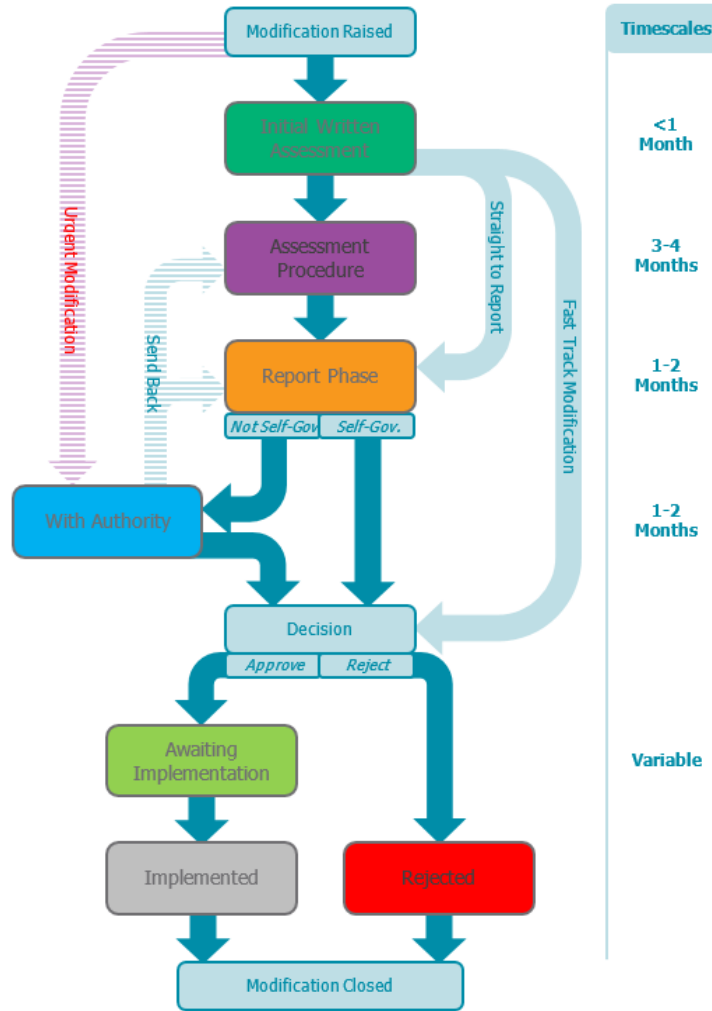 Modification Raised
Timescales
Initial Written
Assessment
<1
Month
Straight to Report
Fast Track Modification
Urgent Modification
Assessment
Procedure
3-4
Months
Send Back
Report Phase
1-2
Months
Not Self-Gov
Self-Gov.
With Authority
1-2
Months
Decision
Approve
Reject
Awaiting
Implementation
Variable
Implemented
Rejected
Modification Closed